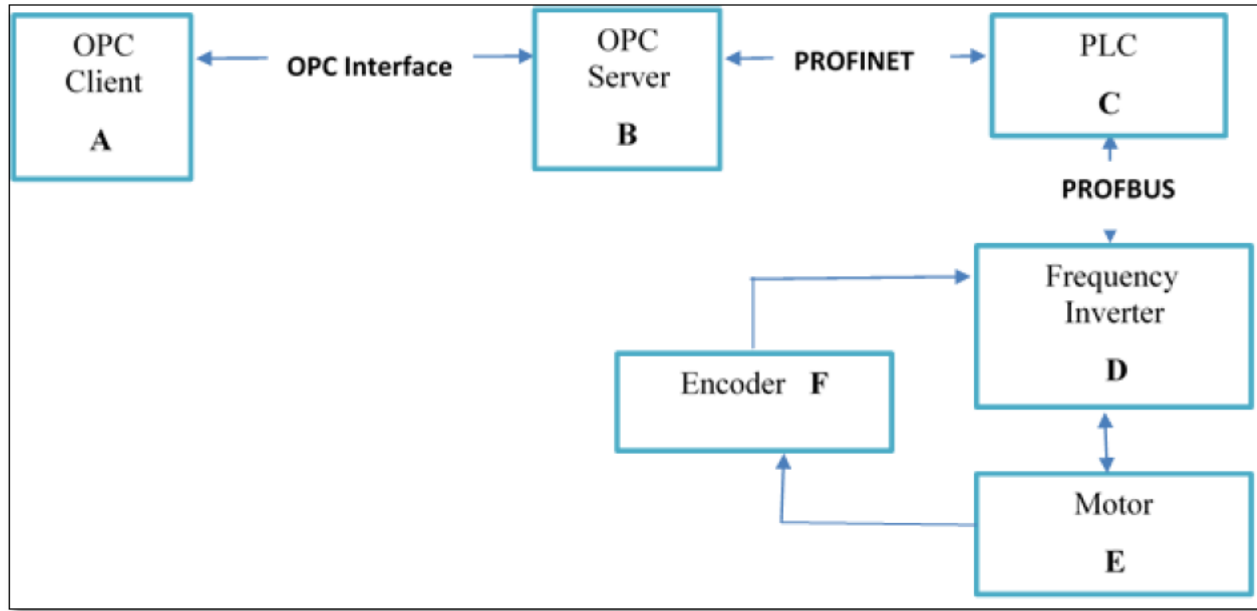 OPC
Client
A
OPC Interface
OPC
Server
B
PROFINET
PLC
C
PROFBUS
Frequency
Inverter
D
Encoder F
Motor
E